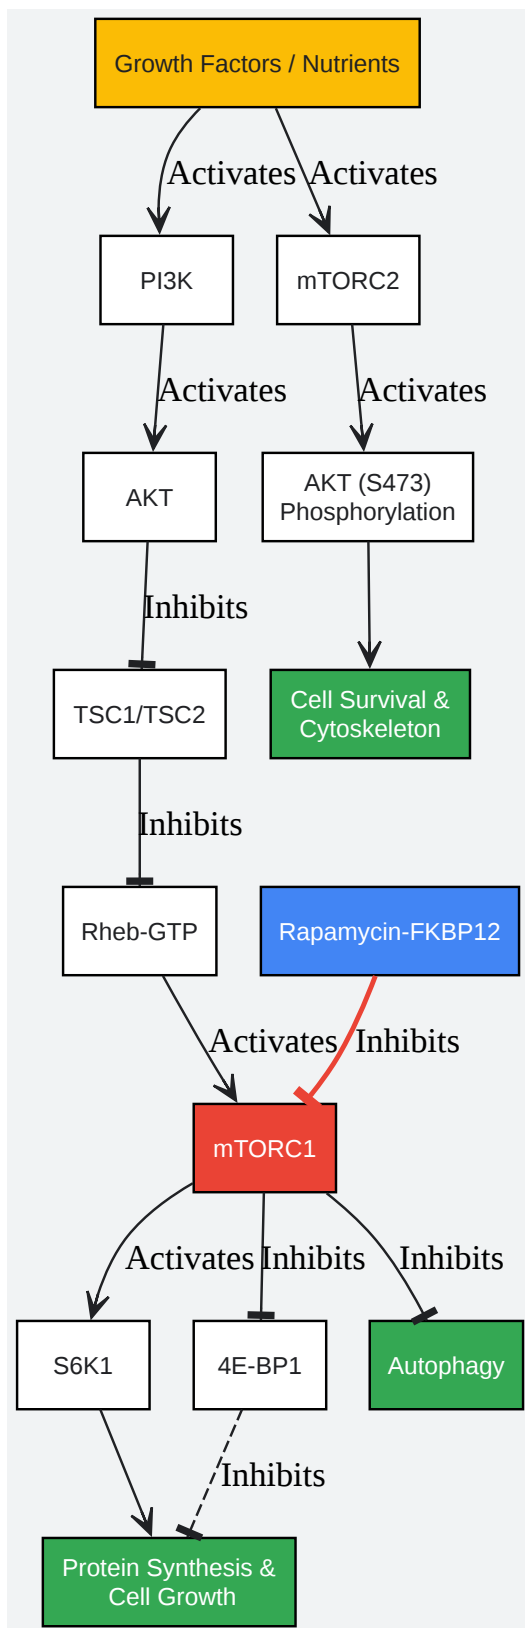 Growth Factors / Nutrients
Activates
Activates
PI3K
mTORC2
Activates
Activates
AKT
AKT (S473)
Phosphorylation
Inhibits
TSC1/TSC2
Cell Survival &
Cytoskeleton
Inhibits
Rheb-GTP
Rapamycin-FKBP12
Activates
Inhibits
mTORC1
Activates
Inhibits
Inhibits
S6K1
4E-BP1
Autophagy
Inhibits
Protein Synthesis &
Cell Growth